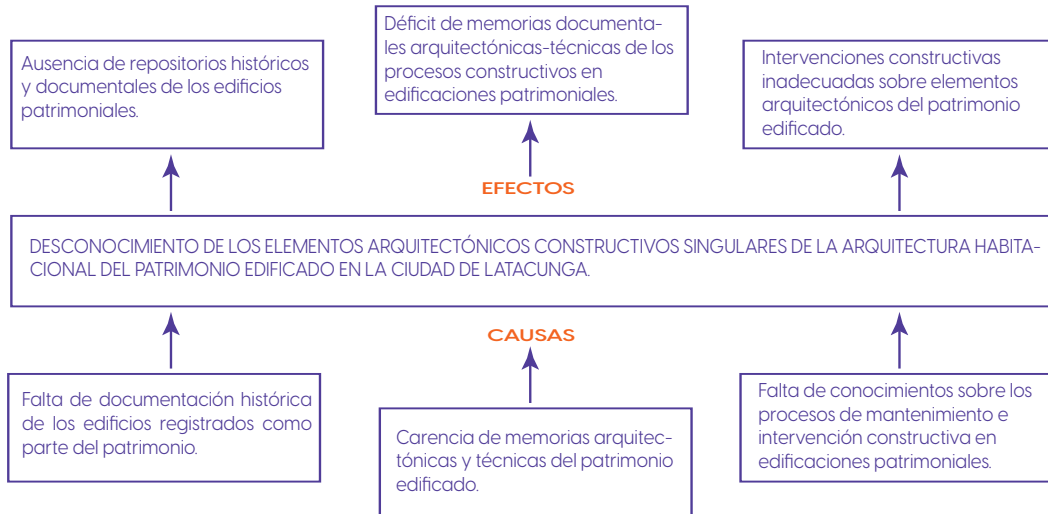 Ausencia de repositorios históricos
y documentales de los edificios
patrimoniales.
Déficit de memorias documenta-
les arquitectónicas-técnicas de los
procesos constructivos en
edificaciones patrimoniales.
Intervenciones constructivas
inadecuadas sobre elementos
arquitectónicos del patrimonio
edificado.
EFECTOS
DESCONOCIMIENTO DE LOS ELEMENTOS ARQUITECTÓNICOS CONSTRUCTIVOS SINGULARES DE LA ARQUITECTURA HABITA-
CIONAL DEL PATRIMONIO EDIFICADO EN LA CIUDAD DE LATACUNGA.
CAUSAS
Falta de documentación histórica
de los edificios registrados como
parte del patrimonio.
Carencia de memorias arquitec-
tónicas y técnicas del patrimonio
edificado.
Falta de conocimientos sobre los
procesos de mantenimiento e
intervención constructiva en
edificaciones patrimoniales.